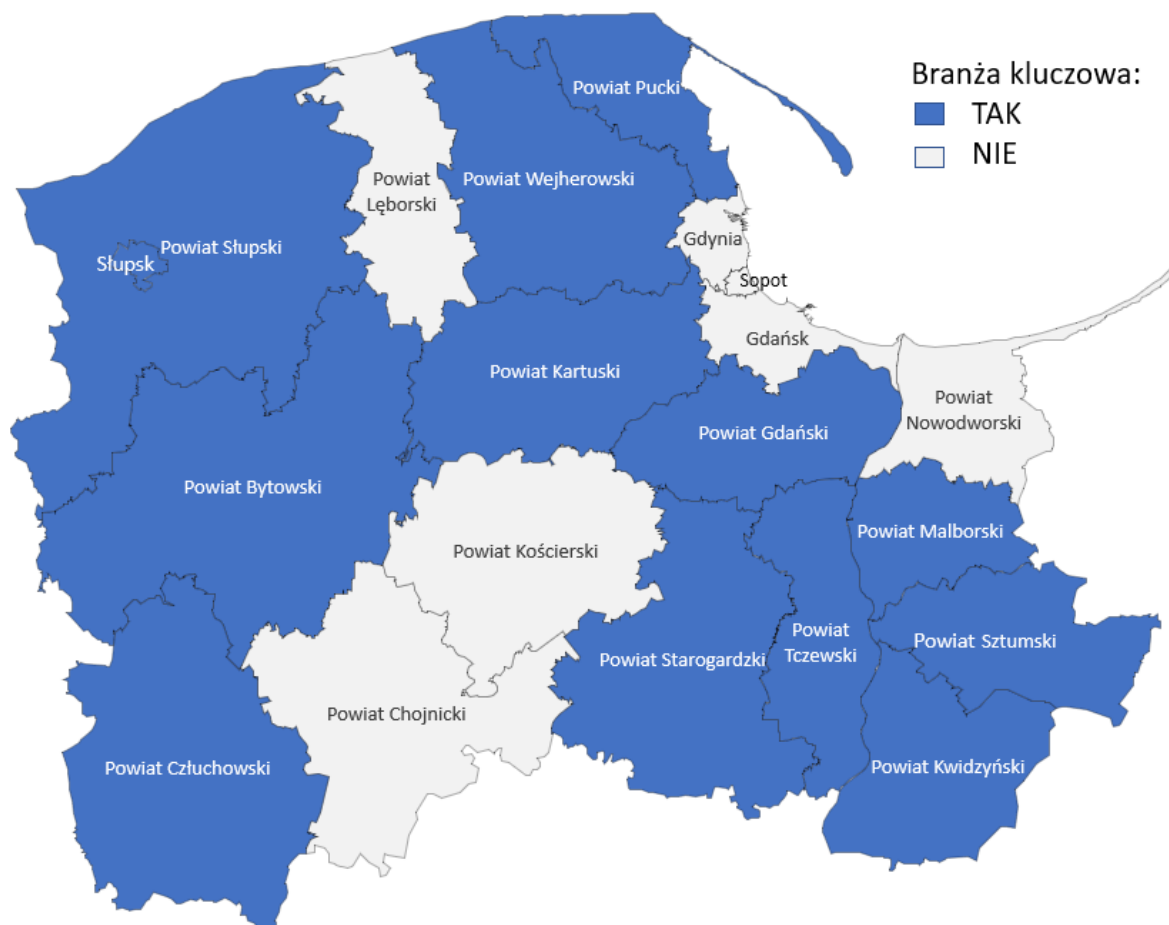 Branża kluczowa:
TAK
NIE
Powiat Pucki
Powiat Wejherowski
Powiat
Lęborski
Powiat Słupski
Słupsk
Gdynia
Sopot
Gdańsk
Powiat Kartuski
Powiat
Nowodworski
Powiat Gdański
Powiat Bytowski
Powiat Kościerski
Powiat Malborski
Powiat
Tczewski
Powiat Sztumski
Powiat Starogardzki
Powiat Chojnicki
Powiat Człuchowski
Powiat Kwidzyński